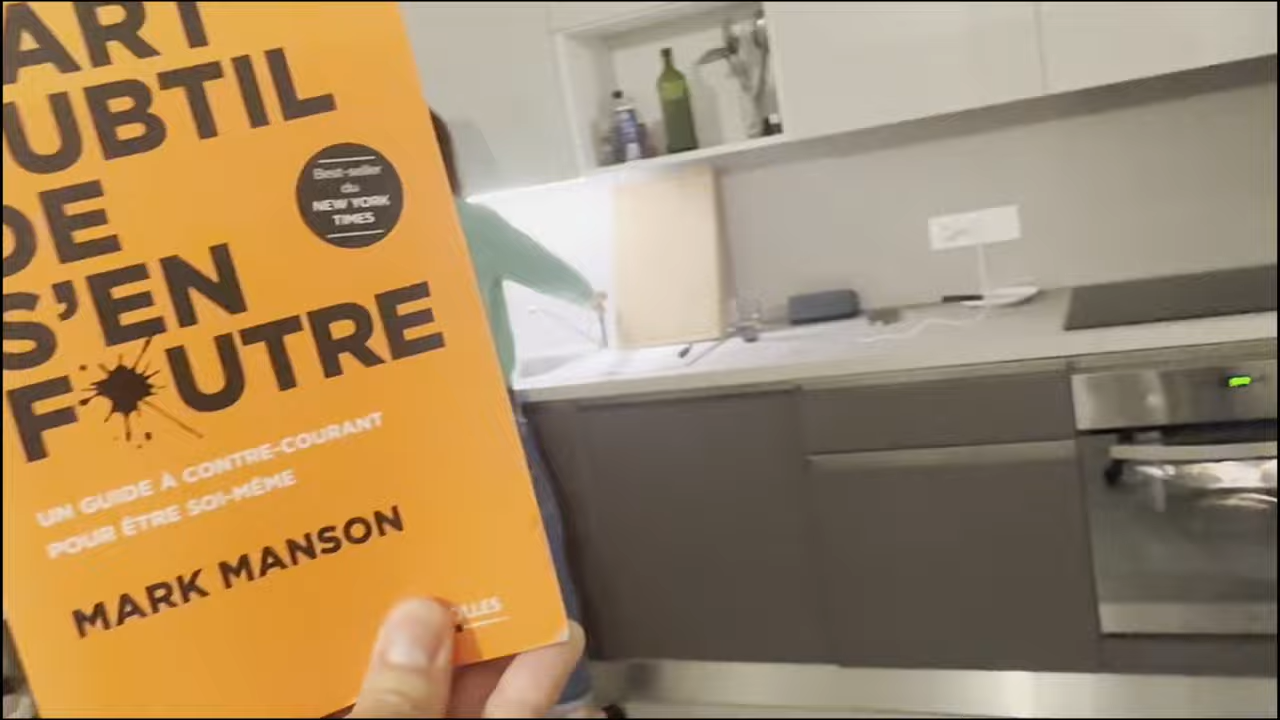 ART
UBTIL
DE
S'EN
F UTRE
Best-seller
du
NEW YORK
TIMES
UN GUIDE À CONTRE-COURANT
POUR ÊTRE SOI-MÊME
MARK MANSON
OLLES